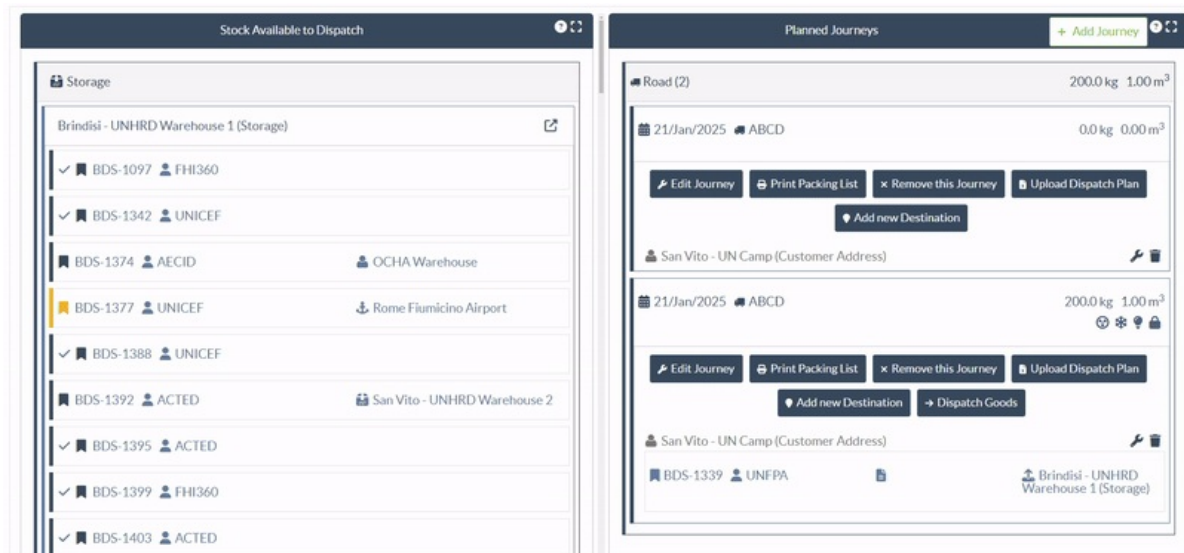 Stock Available to Dispatch
Storage
Brindisi - UNHRD Warehouse 1 (Storage)
BDS-1097 FHI360
BDS-1342 UNICEF
BDS-1374 AECID OCHA Warehouse
BDS-1377 UNICEF Rome Fiumicino Airport
BDS-1388 UNICEF
BDS-1392 ACTED San Vito - UNHRD Warehouse 2
BDS-1395 ACTED
BDS-1399 FHI360
BDS-1403 ACTED
Planned Journeys + Add Journey
Road (2) 200.0 kg 1.00 m³
21/Jan/2025 ABCD 0.0 kg 0.00 m³
Edit Journey Print Packing List × Remove this Journey Upload Dispatch Plan
Add new Destination
San Vito - UN Camp (Customer Address)
21/Jan/2025 ABCD 200.0 kg 1.00 m³
Edit Journey Print Packing List × Remove this Journey Upload Dispatch Plan
Add new Destination → Dispatch Goods
San Vito - UN Camp (Customer Address)
BDS-1339 UNFPA Brindisi - UNHRD
Warehouse 1 (Storage)